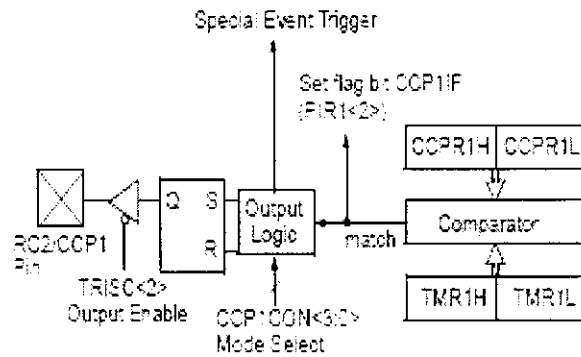 Special Event Trigger
Set flag bit CCP1IF
(PIR1<2>)
CCPR1H CCPR1L
Q S Output
Logic
R
match
Comparator
RC2/CCP1
Pin
TRISC<2>
Output Enable
CCP1CON<3:2>
Mode Select
TMR1H TMR1L